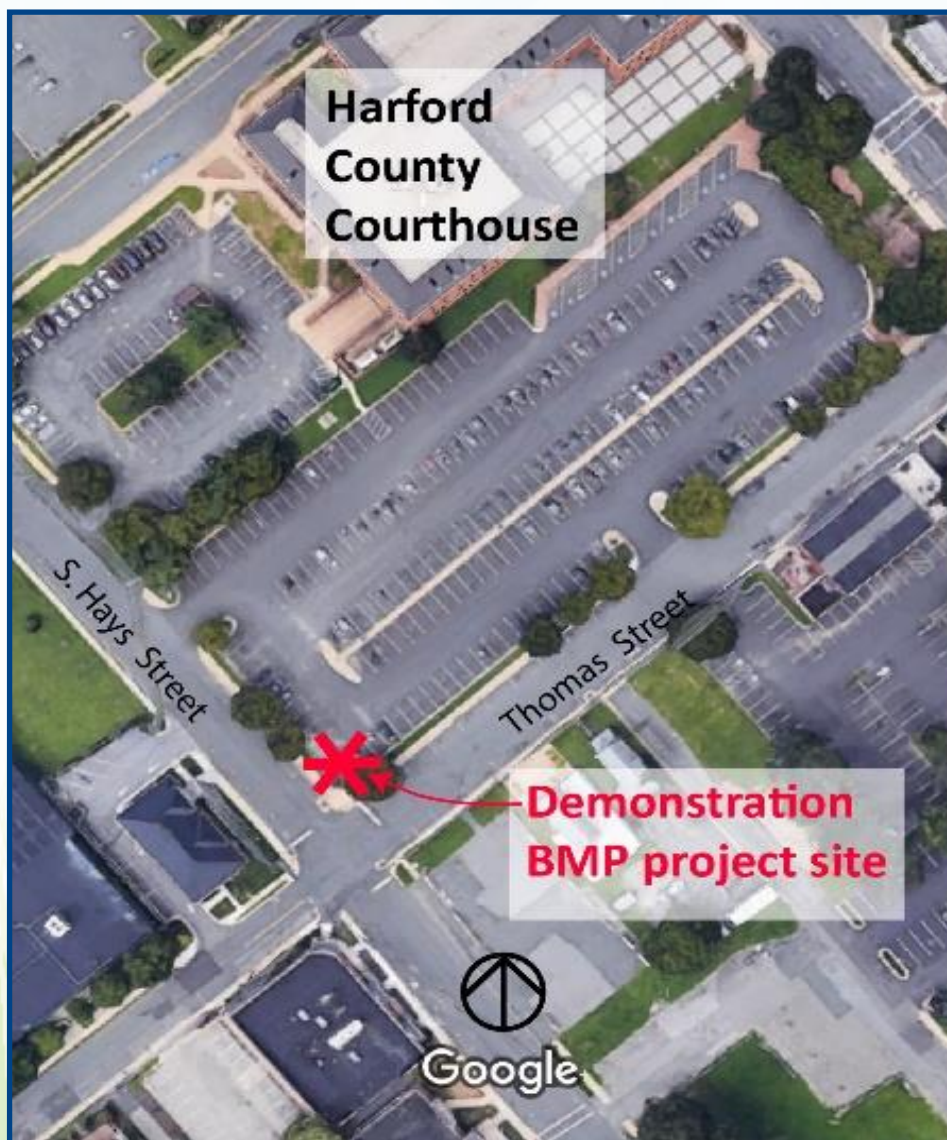 Harford
County
Courthouse
S. Hays Street
Thomas Street
Demonstration
BMP project site
Google